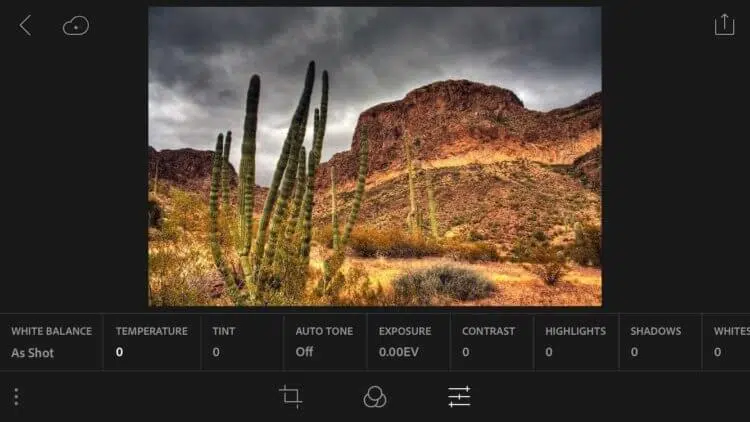 WHITE BALANCE TEMPERATURE TINT AUTO TONE EXPOSURE CONTRAST HIGHLIGHTS SHADOWS WHITES
As Shot 0 0 Off 0.00EV 0 0 0 0